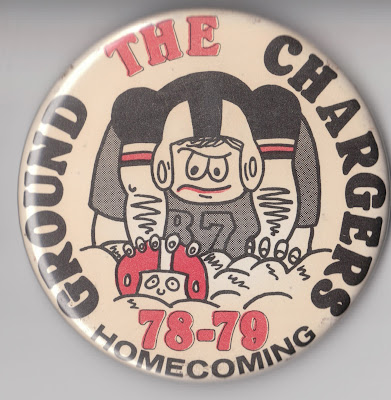 GROUND THE CHARGERS
87
78-79
HOMECOMING